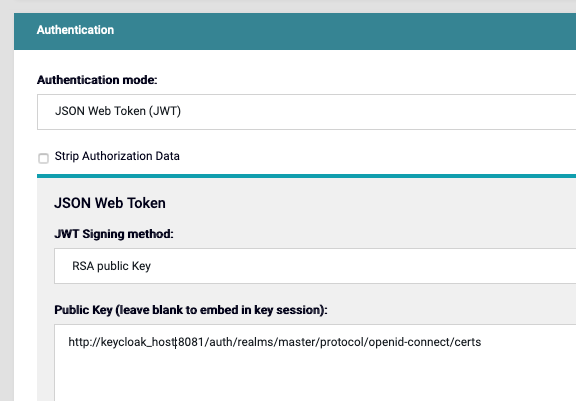 Authentication
Authentication mode:
JSON Web Token (JWT)
Strip Authorization Data
JSON Web Token
JWT Signing method:
RSA public Key
Public Key (leave blank to embed in key session):
http://keycloak_host:8081/auth/realms/master/protocol/openid-connect/certs